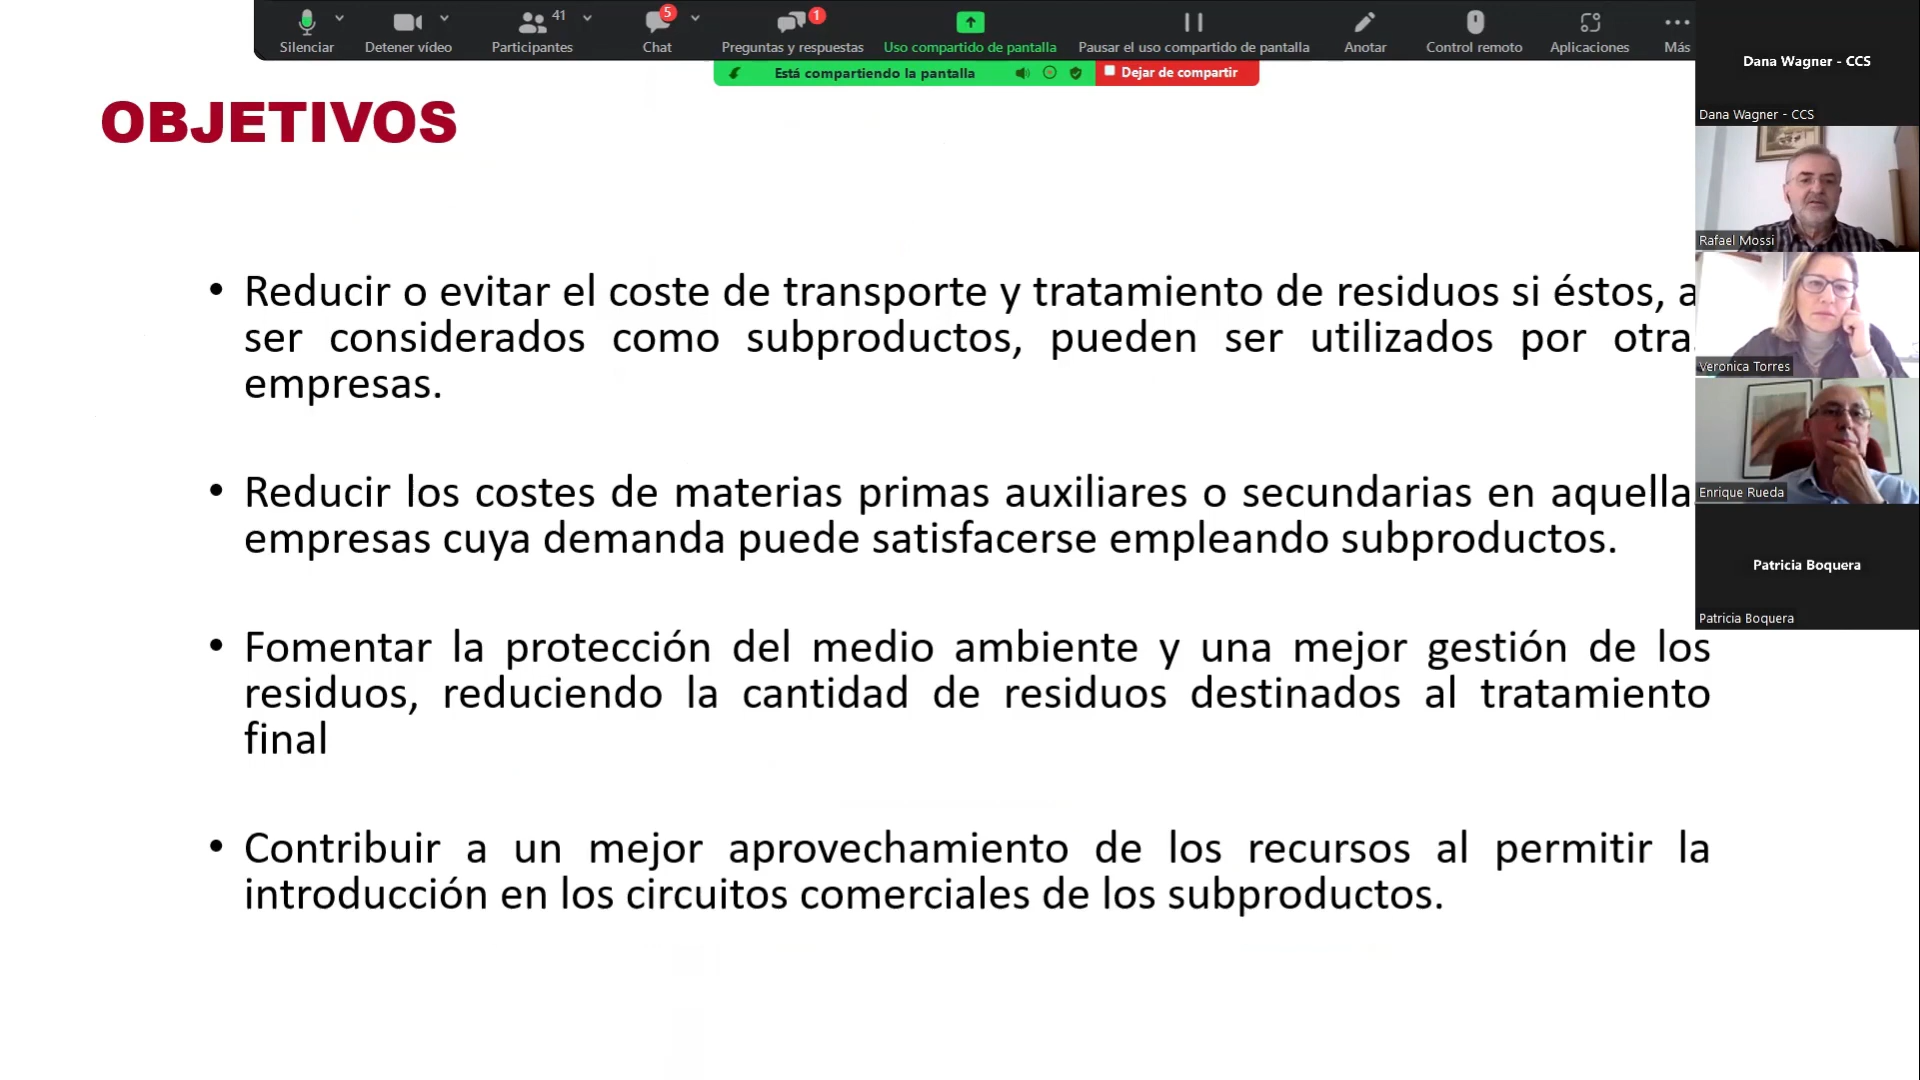 Silenciar
Detener vídeo
41
Participantes
5
Chat
1
Preguntas y respuestas
Uso compartido de pantalla
Pausar el uso compartido de pantalla
Anotar
Control remoto
Aplicaciones
Más
Está compartiendo la pantalla
Dejar de compartir
Dana Wagner - CCS
Dana Wagner - CCS
Rafael Mossi
Veronica Torres
Enrique Rueda
Patricia Boquera
Patricia Boquera
OBJETIVOS
• Reducir o evitar el coste de transporte y tratamiento de residuos si éstos, a
ser considerados como subproductos, pueden ser utilizados por otra
empresas.
• Reducir los costes de materias primas auxiliares o secundarias en aquella
empresas cuya demanda puede satisfacerse empleando subproductos.
• Fomentar la protección del medio ambiente y una mejor gestión de los
residuos, reduciendo la cantidad de residuos destinados al tratamiento
final
• Contribuir a un mejor aprovechamiento de los recursos al permitir la
introducción en los circuitos comerciales de los subproductos.